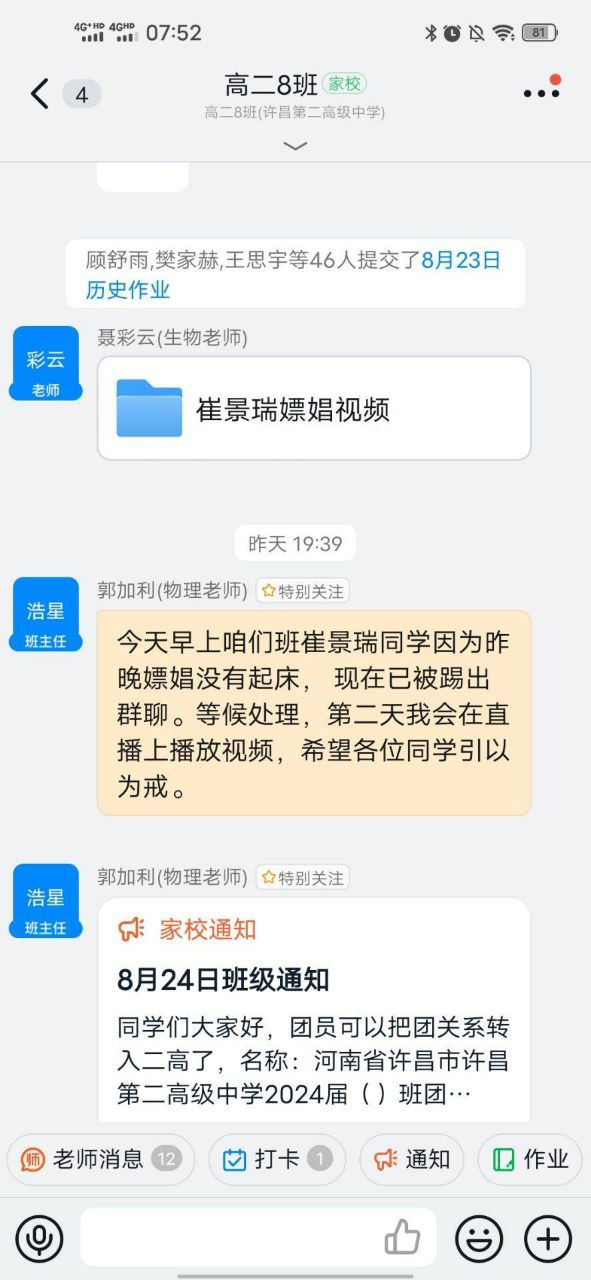 4G+HD 4GHD 07:52 81
4 高二8班 家校
高二8班(许昌第二高级中学)
顾舒雨,樊家赫,王思宇等46人提交了8月23日
历史作业
聂彩云(生物老师)
彩云
老师
崔景瑞嫖娼视频
昨天 19:39
郭加利(物理老师) 特别关注
浩星
班主任
今天早上咱们班崔景瑞同学因为昨
晚嫖娼没有起床， 现在已被踢出
群聊。等候处理，第二天我会在直
播上播放视频，希望各位同学引以
为戒。
郭加利(物理老师) 特别关注
浩星
班主任
家校通知
8月24日班级通知
同学们大家好，团员可以把团关系转
入二高了，名称：河南省许昌市许昌
第二高级中学2024届（ ）班团…
师 老师消息 12 打卡 1 通知 作业